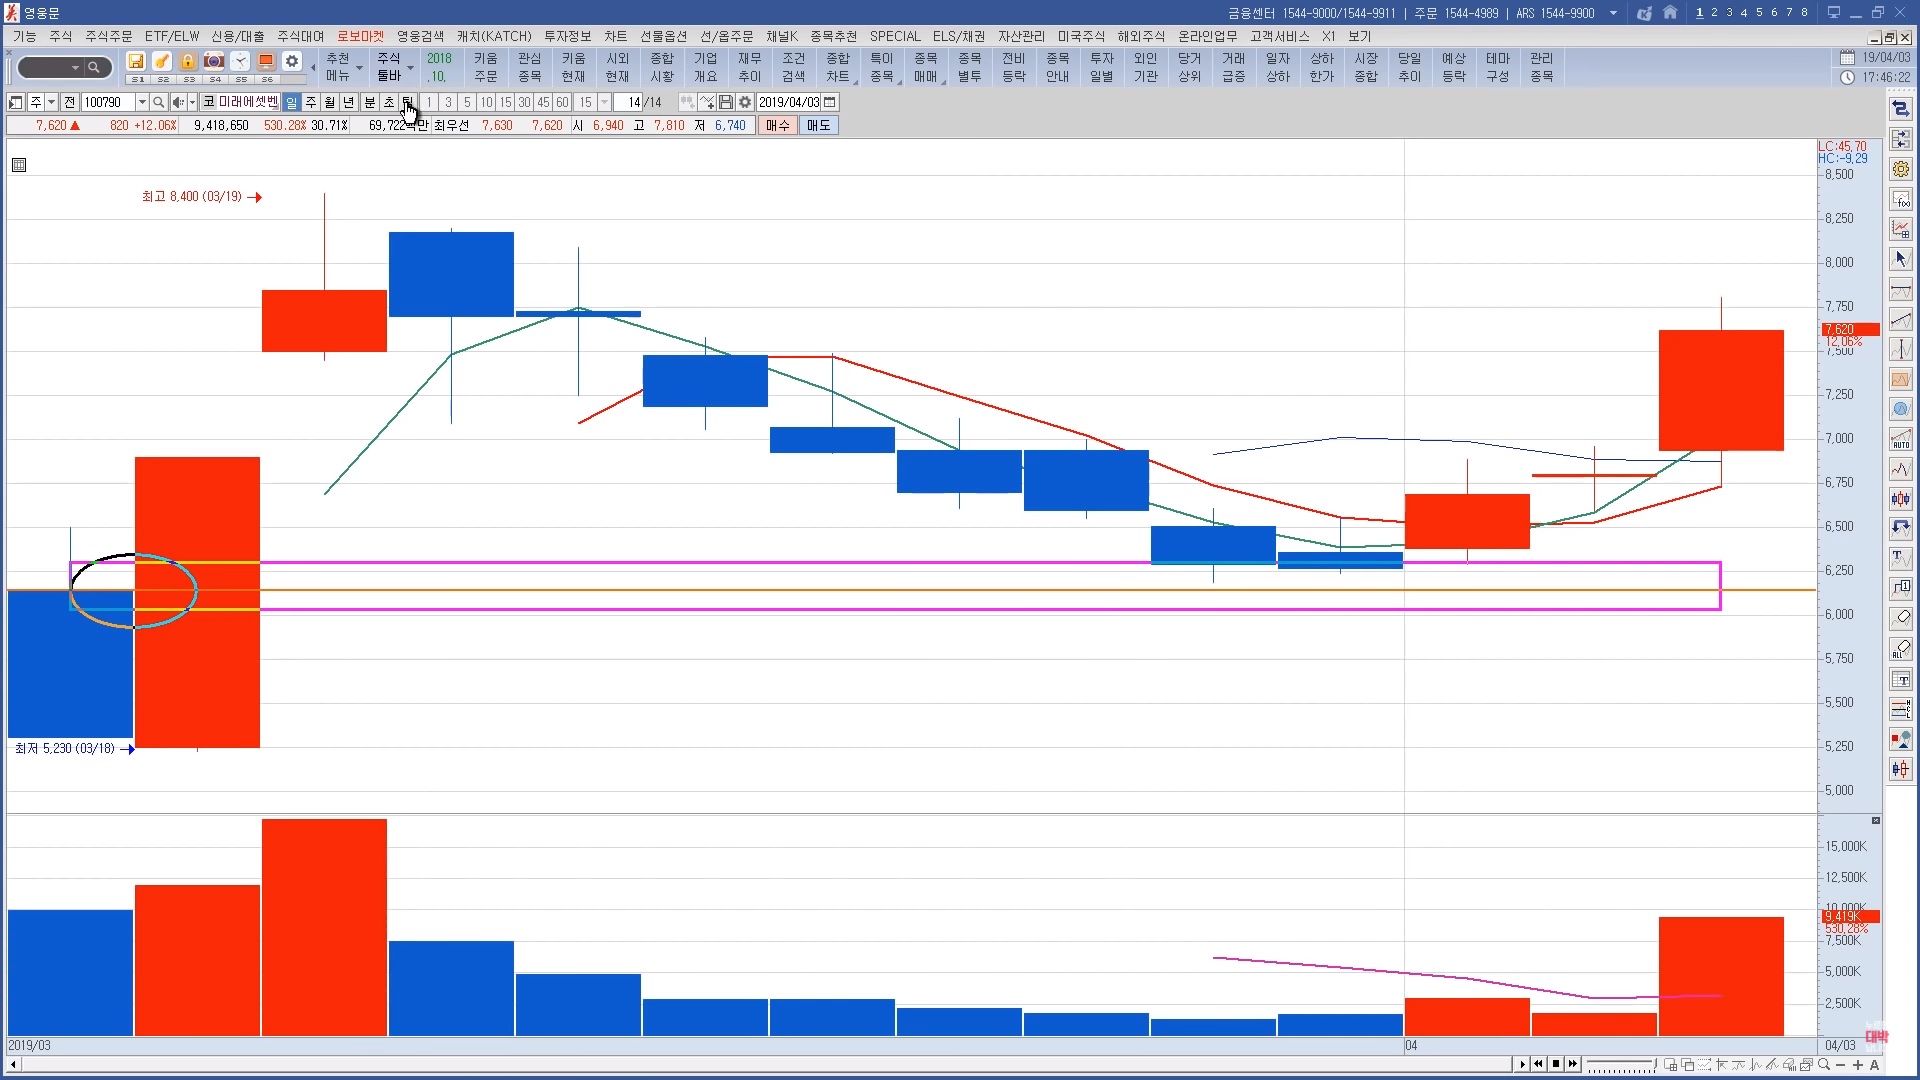 영웅문
금융센터 1544-9000/1544-9911 | 주문 1544-4989 | ARS 1544-9900
1 2 3 4 5 6 7 8
기능 주식 주식주문 ETF/ELW 신용/대출 주식대여 로보마켓 영웅검색 캐치(KATCH) 투자정보 차트 선물옵션 선/옵주문 채널K 종목추천 SPECIAL ELS/채권 자산관리 미국주식 해외주식 온라인업무 고객서비스 X1 보기
추천 주식 2018 키움 관심 키움 시외 종합 기업 재무 조건 종합 특이 종목 종목 전비 종목 투자 외인 당거 거래 일자 상하 시장 당일 예상 테마 관리
메뉴 툴바 .10. 주문 종목 현재 현재 시황 개요 추이 검색 차트 종목 매매 별투 등락 안내 일별 기관 상위 급증 상하 한가 종합 추이 등락 구성 종목
S1 S2 S3 S4 S5 S6
19/04/03
17:46:22
주 전 100790 코 미래에셋벤 일 주 월 년 분 초 틱 1 3 5 10 15 30 45 60 15 14 /14 2019/04/03
7,620 ▲ 820 +12.06% 9,418,650 530.28% 30.71% 69,722 만 최우선 7,630 7,620 시 6,940 고 7,810 저 6,740 매수 매도
LC:45.70
HC:-9.29
최고 8,400 (03/19) →
8,500
8,250
8,000
7,750
7,620
12.06%
7,500
7,250
7,000
6,750
6,500
6,250
6,000
5,750
5,500
최저 5,230 (03/18) →
5,250
5,000
15,000K
12,500K
10,000K
9,419K
530.28%
7,500K
5,000K
2,500K
대박
2019/03 04 04/03
AUTO
ALL
A